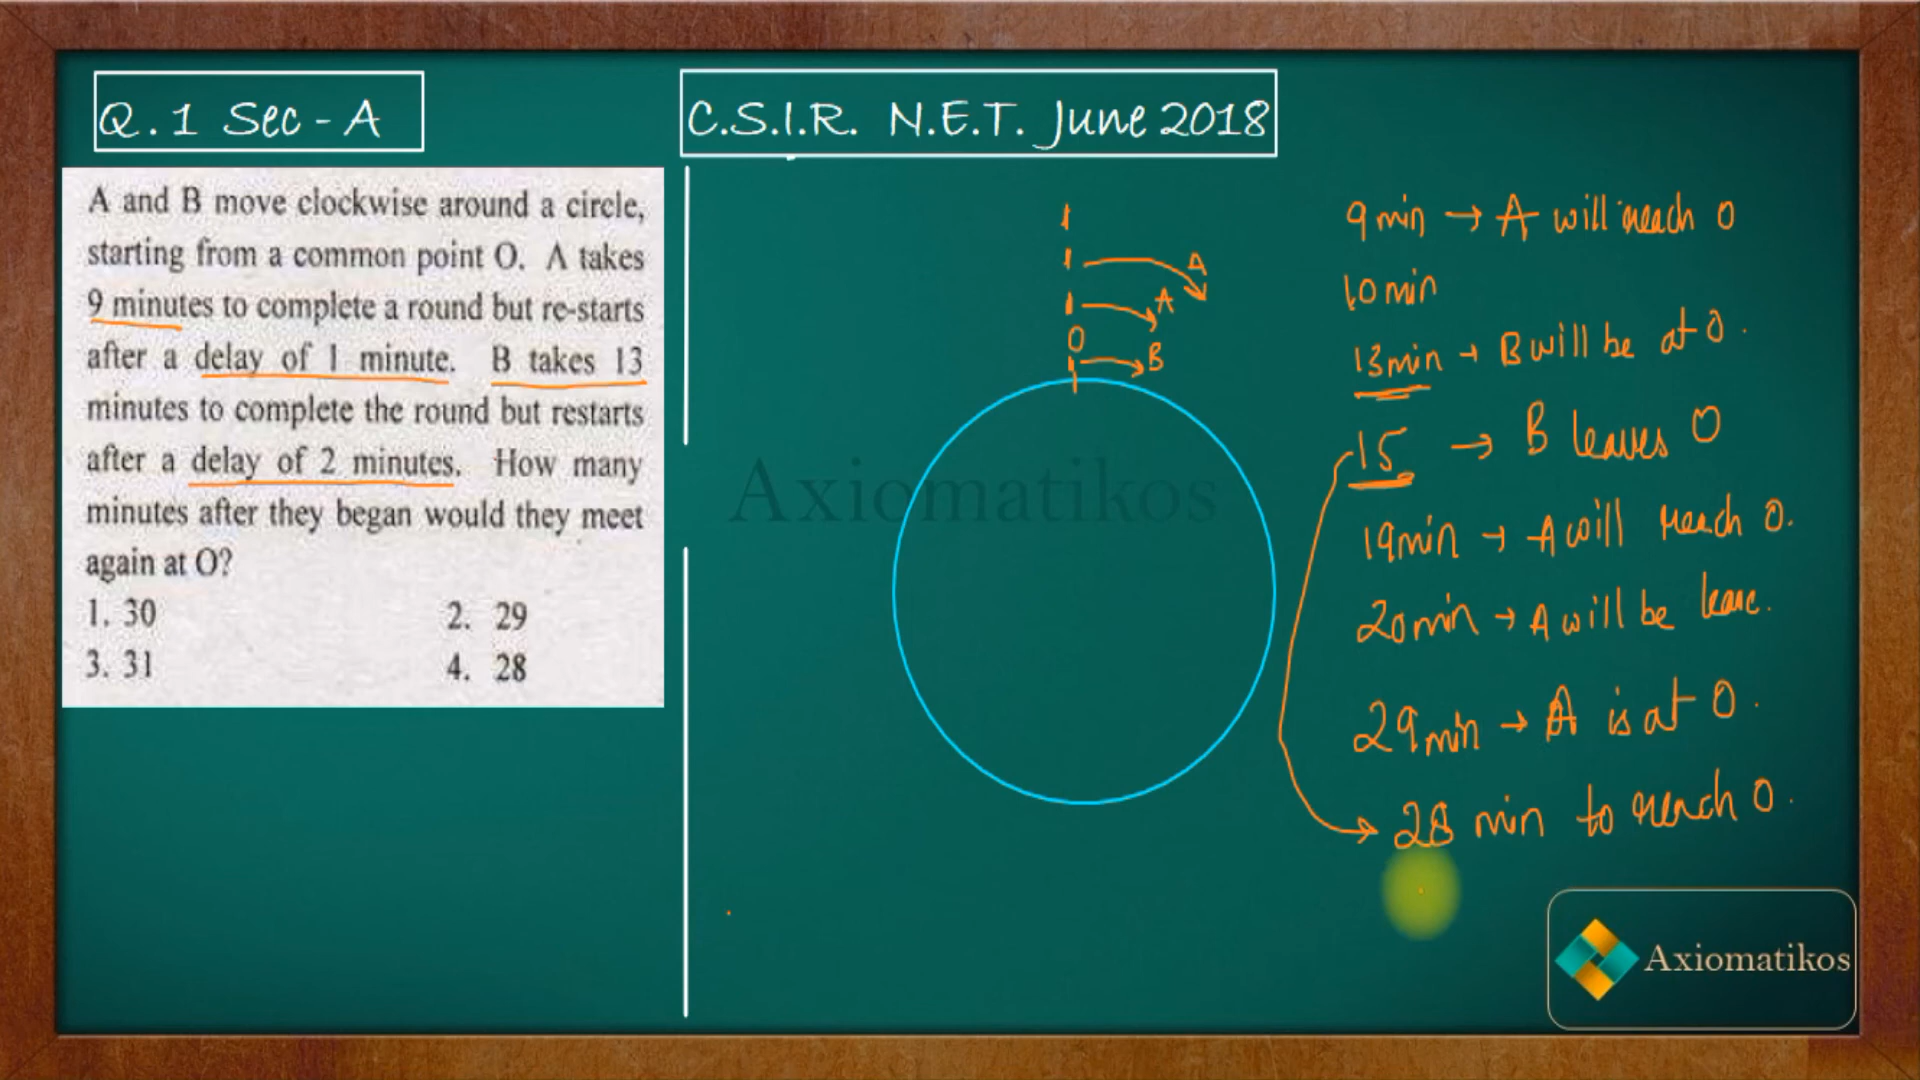 Q.1 Sec - A
C.S.I.R. N.E.T. June 2018
A and B move clockwise around a circle,
starting from a common point O. A takes
9 minutes to complete a round but re-starts
after a delay of 1 minute. B takes 13
minutes to complete the round but restarts
after a delay of 2 minutes. How many
minutes after they began would they meet
again at O?
1. 30
2. 29
3. 31
4. 28
A
A
O
B
9 min → A will reach O
10 min
13 min → B will be at O.
15 → B leaves O
19 min → A will reach O.
20 min → A will be leave.
29 min → A is at O.
28 min to reach O.
Axiomatikos
Axiomatikos